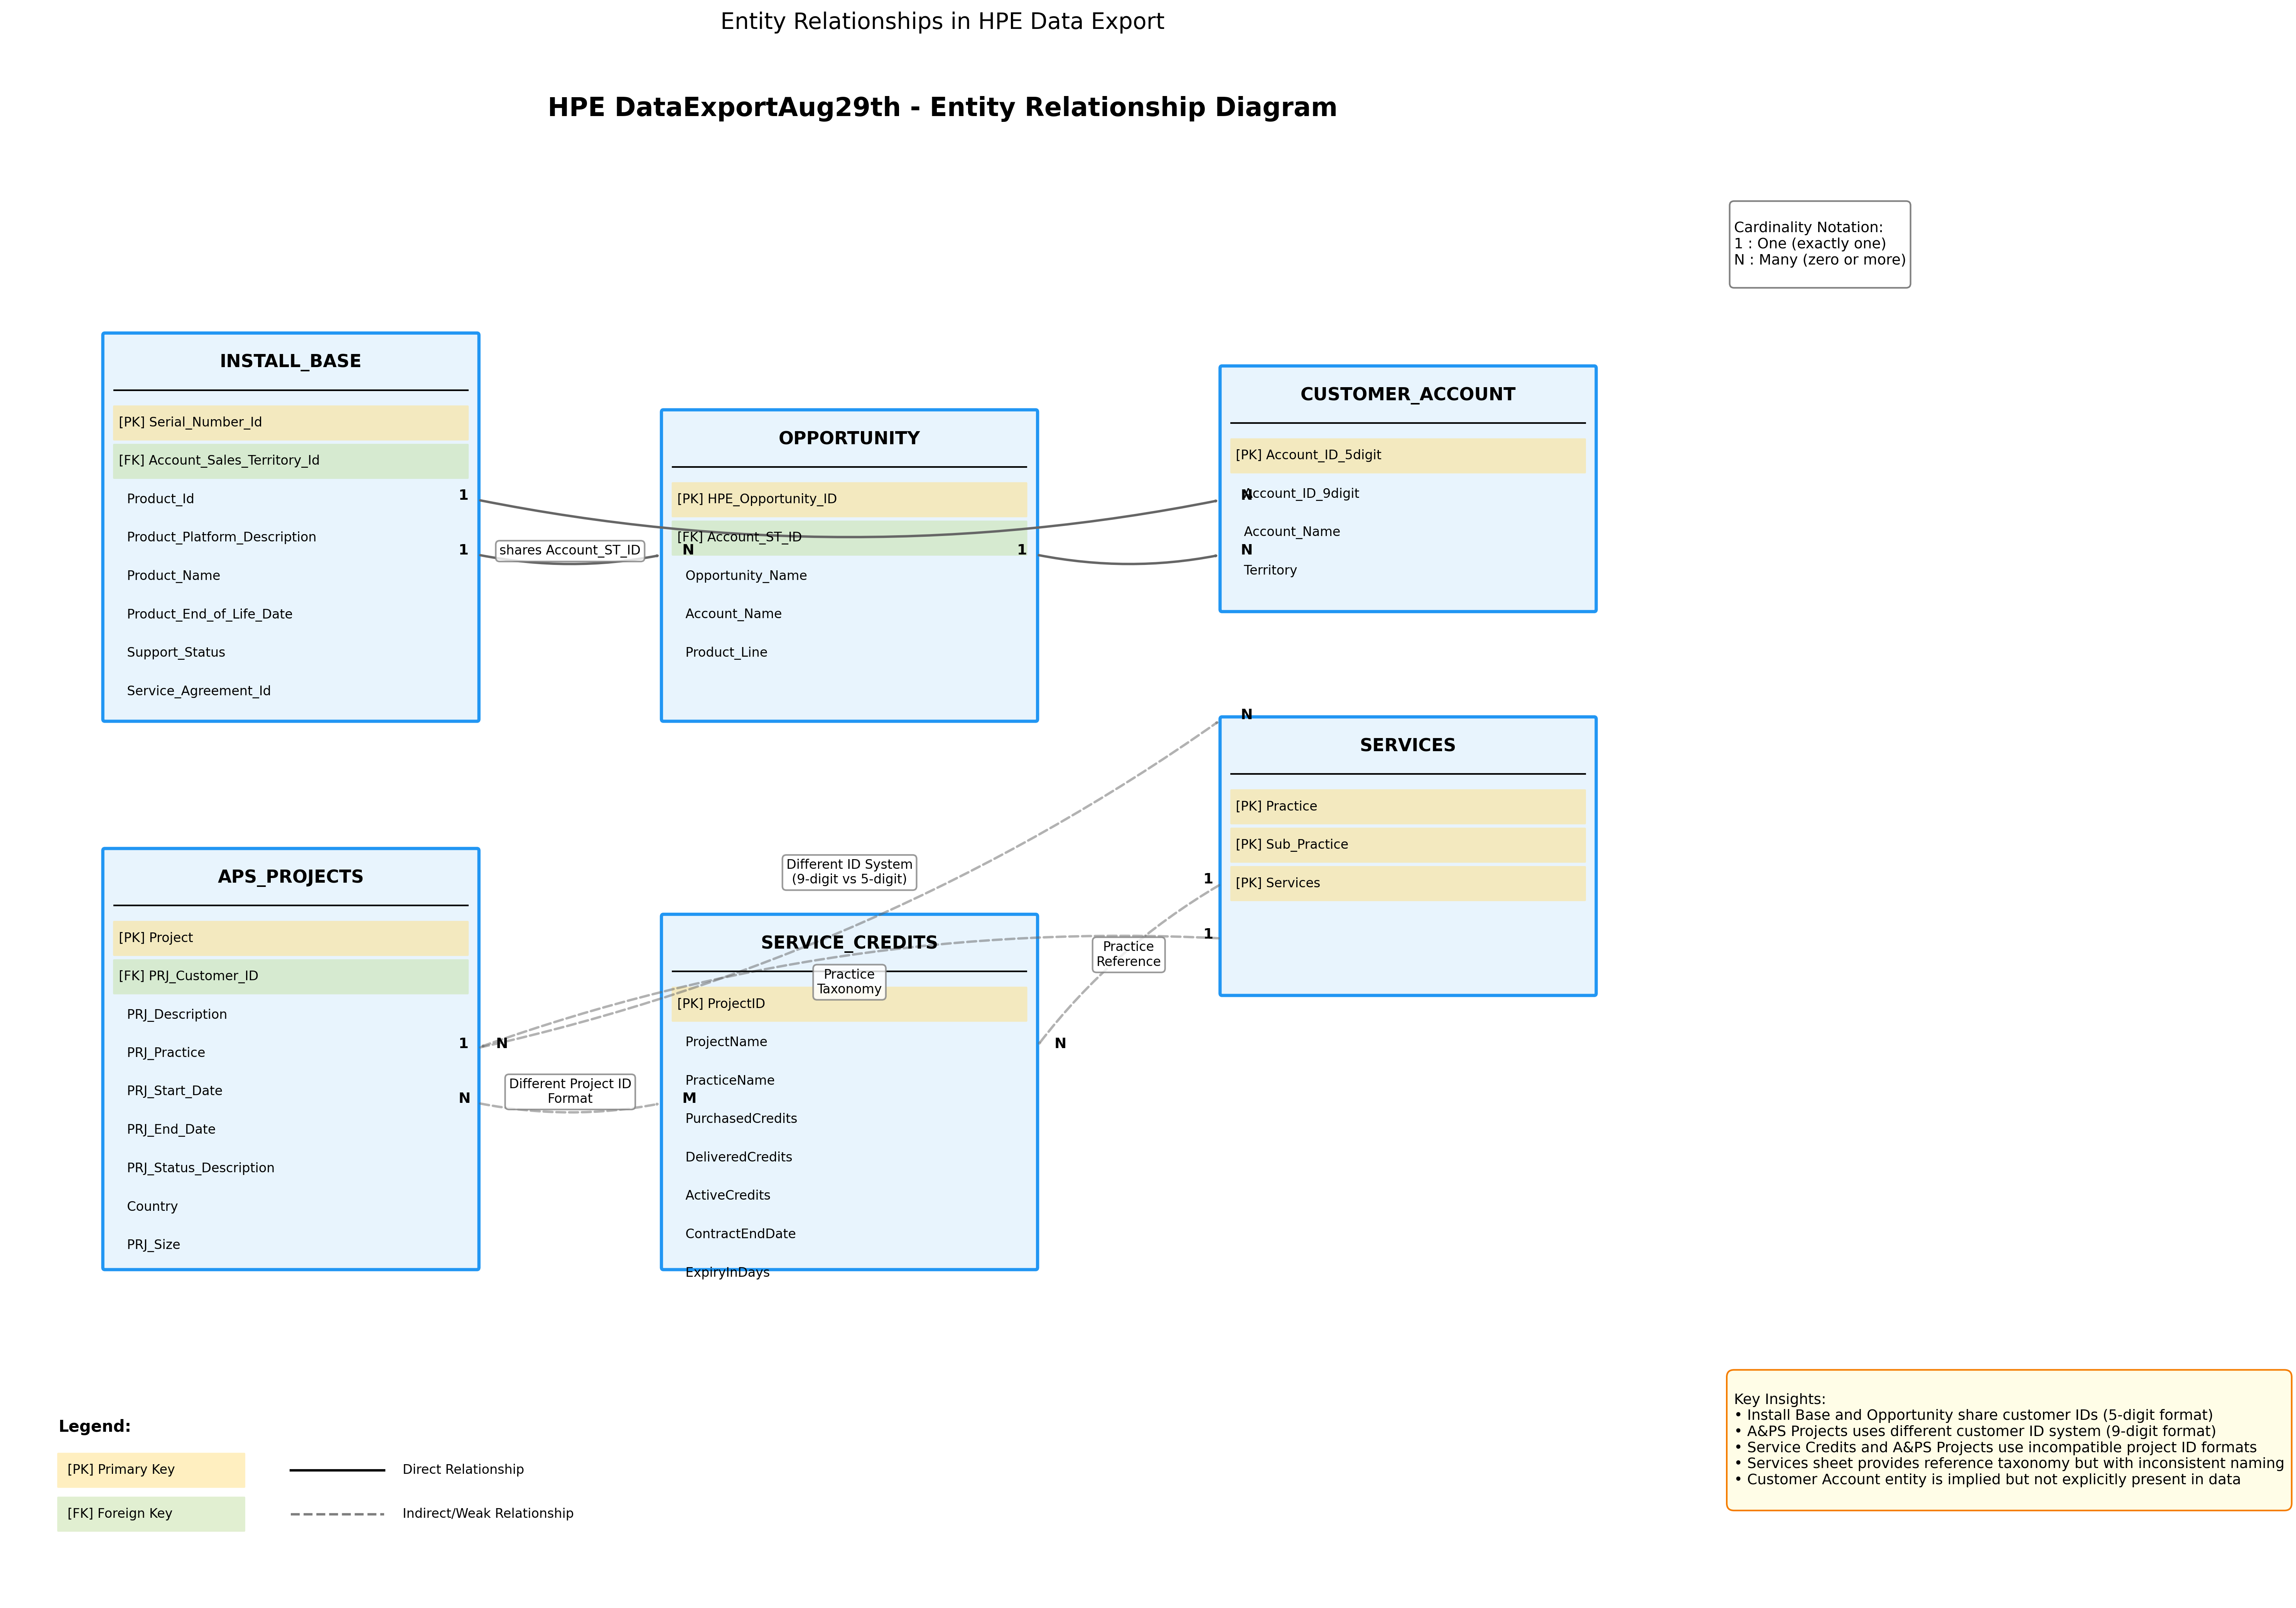 Entity Relationships in HPE Data Export
HPE DataExportAug29th - Entity Relationship Diagram
Cardinality Notation:
1 : One (exactly one)
N : Many (zero or more)
INSTALL_BASE
[PK] Serial_Number_Id
[FK] Account_Sales_Territory_Id
Product_Id
Product_Platform_Description
Product_Name
Product_End_of_Life_Date
Support_Status
Service_Agreement_Id
1
1
shares Account_ST_ID
OPPORTUNITY
[PK] HPE_Opportunity_ID
[FK] Account_ST_ID
N
1
Opportunity_Name
Account_Name
Product_Line
CUSTOMER_ACCOUNT
[PK] Account_ID_5digit
Account_ID_9digit
N
Account_Name
N
Territory
N
SERVICES
[PK] Practice
[PK] Sub_Practice
[PK] Services
1
1
Different ID System
(9-digit vs 5-digit)
Practice
Reference
APS_PROJECTS
[PK] Project
[FK] PRJ_Customer_ID
PRJ_Description
PRJ_Practice
PRJ_Start_Date
PRJ_End_Date
PRJ_Status_Description
Country
PRJ_Size
1
N
N
Different Project ID
Format
SERVICE_CREDITS
Practice
Taxonomy
[PK] ProjectID
ProjectName
N
PracticeName
M
PurchasedCredits
DeliveredCredits
ActiveCredits
ContractEndDate
ExpiryInDays
Legend:
[PK] Primary Key
Direct Relationship
[FK] Foreign Key
Indirect/Weak Relationship
Key Insights:
• Install Base and Opportunity share customer IDs (5-digit format)
• A&PS Projects uses different customer ID system (9-digit format)
• Service Credits and A&PS Projects use incompatible project ID formats
• Services sheet provides reference taxonomy but with inconsistent naming
• Customer Account entity is implied but not explicitly present in data